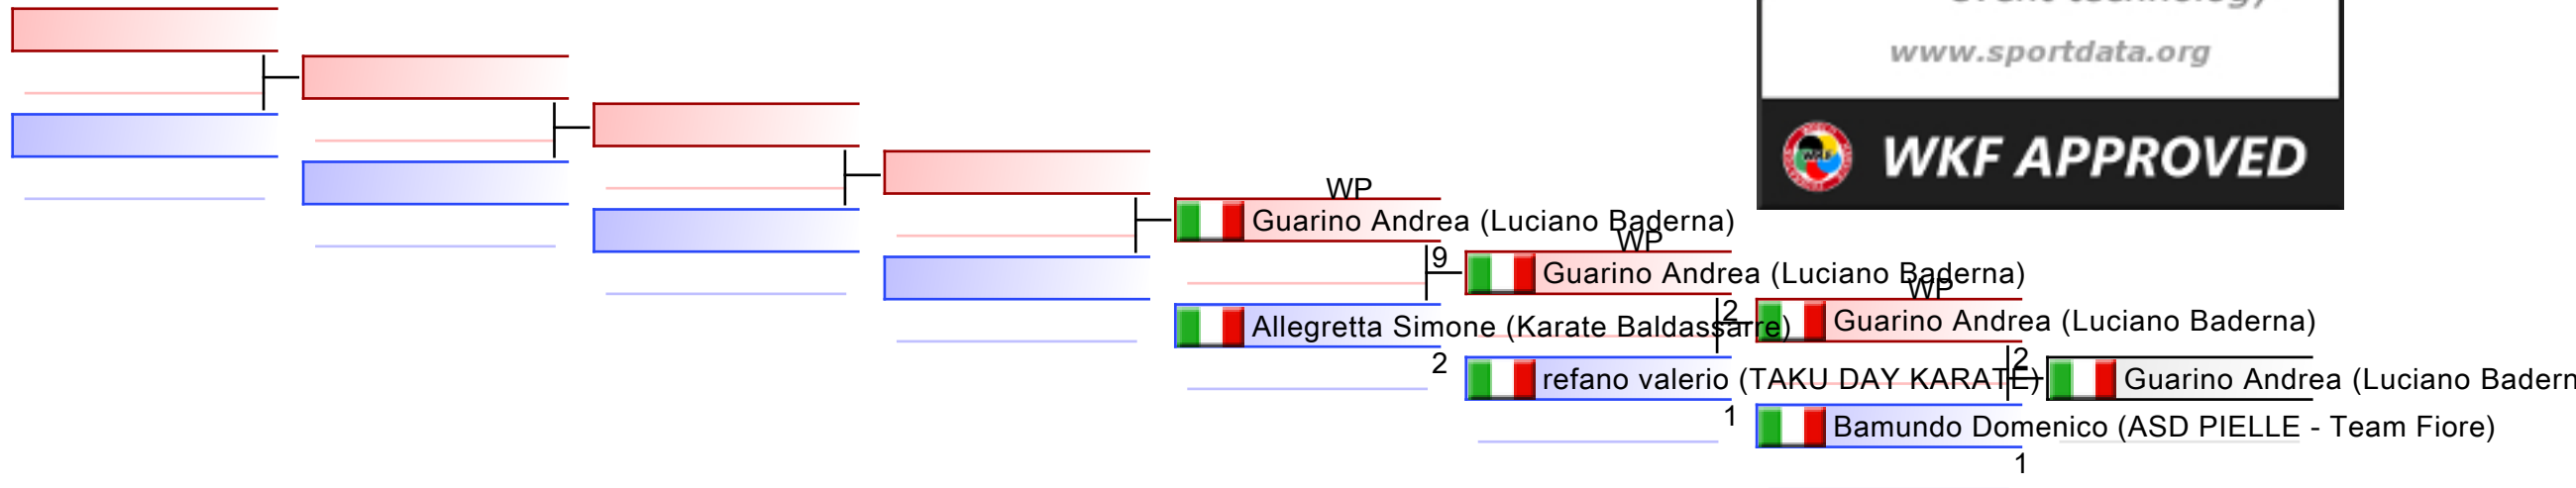 www.sportdata.org
WKF APPROVED
WP
Guarino Andrea (Luciano Baderna)
9
WP
Guarino Andrea (Luciano Baderna)
Allegretta Simone (Karate Baldassarre)
2
2
WP
Guarino Andrea (Luciano Baderna)
refano valerio (TAKU DAY KARATE)
1
2
Guarino Andrea (Luciano Badern
Bamundo Domenico (ASD PIELLE - Team Fiore)
1